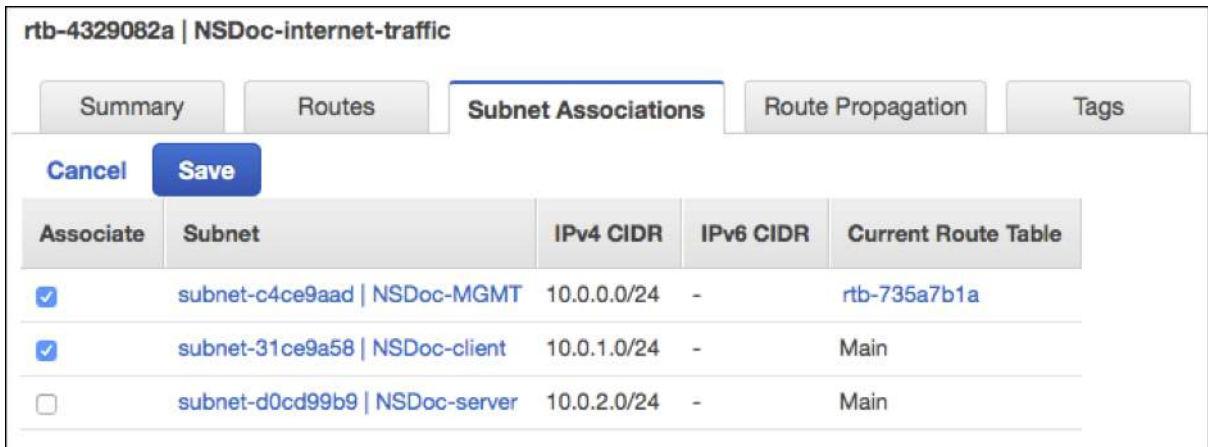 rtb-4329082a | NSDoc-internet-traffic
Summary Routes Subnet Associations Route Propagation Tags
Cancel Save
Associate Subnet IPv4 CIDR IPv6 CIDR Current Route Table
subnet-c4ce9aad | NSDoc-MGMT 10.0.0.0/24 - rtb-735a7b1a
subnet-31ce9a58 | NSDoc-client 10.0.1.0/24 - Main
subnet-d0cd99b9 | NSDoc-server 10.0.2.0/24 - Main